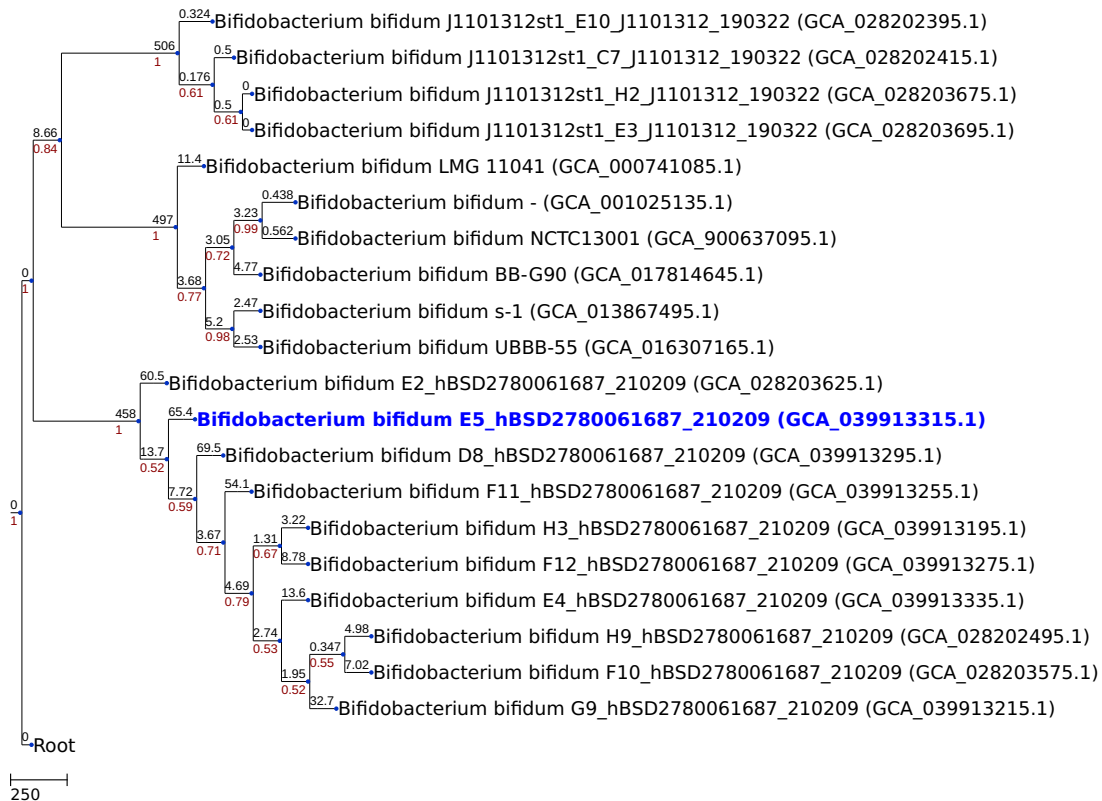 0.324
Bifidobacterium bifidum J1101312st1_E10_J1101312_190322 (GCA_028202395.1)
506
1
0.5
Bifidobacterium bifidum J1101312st1_C7_J1101312_190322 (GCA_028202415.1)
0.176
0.61
0
Bifidobacterium bifidum J1101312st1_H2_J1101312_190322 (GCA_028203675.1)
0.5
0.61
0
Bifidobacterium bifidum J1101312st1_E3_J1101312_190322 (GCA_028203695.1)
8.66
0.84
11.4
Bifidobacterium bifidum LMG 11041 (GCA_000741085.1)
0.438
Bifidobacterium bifidum - (GCA_001025135.1)
3.23
0.99
497
1
0.562
Bifidobacterium bifidum NCTC13001 (GCA_900637095.1)
3.05
0.72
4.77
Bifidobacterium bifidum BB-G90 (GCA_017814645.1)
0
1
3.68
0.77
2.47
Bifidobacterium bifidum s-1 (GCA_013867495.1)
5.2
0.98
2.53
Bifidobacterium bifidum UBBB-55 (GCA_016307165.1)
60.5
Bifidobacterium bifidum E2_hBSD2780061687_210209 (GCA_028203625.1)
458
1
65.4
Bifidobacterium bifidum E5_hBSD2780061687_210209 (GCA_039913315.1)
13.7
0.52
69.5
Bifidobacterium bifidum D8_hBSD2780061687_210209 (GCA_039913295.1)
7.72
0.59
54.1
Bifidobacterium bifidum F11_hBSD2780061687_210209 (GCA_039913255.1)
0
1
3.67
0.71
3.22
Bifidobacterium bifidum H3_hBSD2780061687_210209 (GCA_039913195.1)
1.31
0.67
8.78
Bifidobacterium bifidum F12_hBSD2780061687_210209 (GCA_039913275.1)
4.69
0.79
13.6
Bifidobacterium bifidum E4_hBSD2780061687_210209 (GCA_039913335.1)
2.74
0.53
4.98
Bifidobacterium bifidum H9_hBSD2780061687_210209 (GCA_028202495.1)
0.347
0.55
7.02
Bifidobacterium bifidum F10_hBSD2780061687_210209 (GCA_028203575.1)
1.95
0.52
32.7
Bifidobacterium bifidum G9_hBSD2780061687_210209 (GCA_039913215.1)
0
Root
250